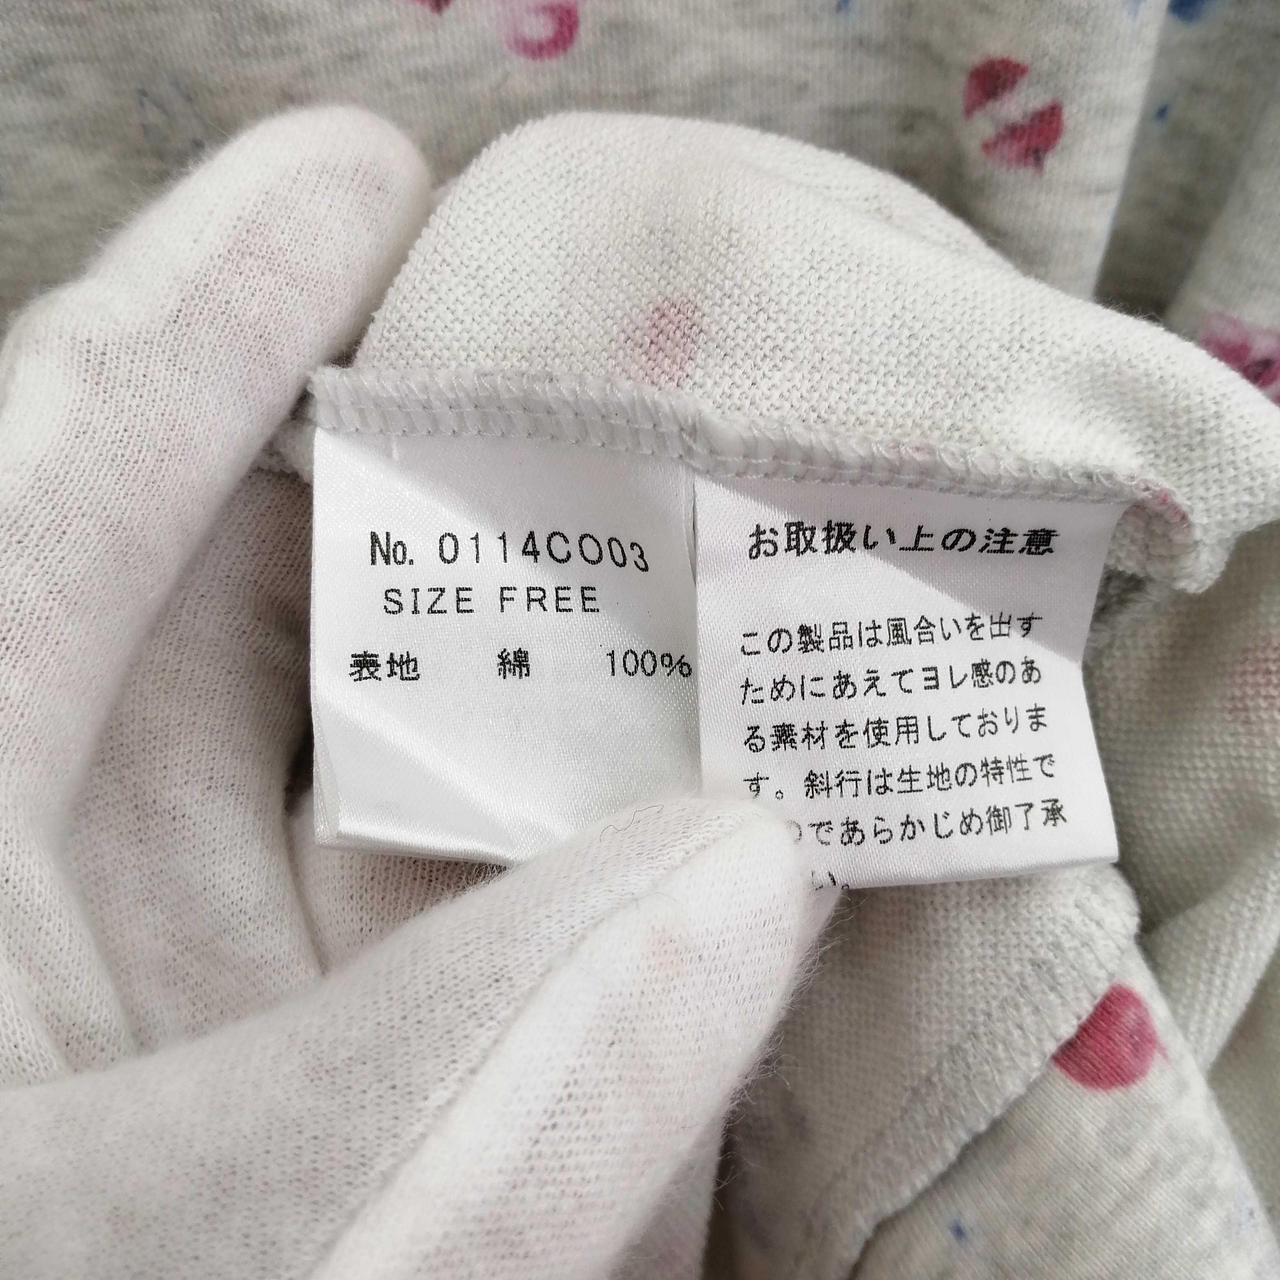 No. 0114CO03
SIZE FREE
表地 綿 100%
お取扱い上の注意
この製品は風合いを出す
ためにあえてヨレ感のあ
る素材を使用しておりま
す。斜行は生地の特性で
のであらかじめ御了承
い。